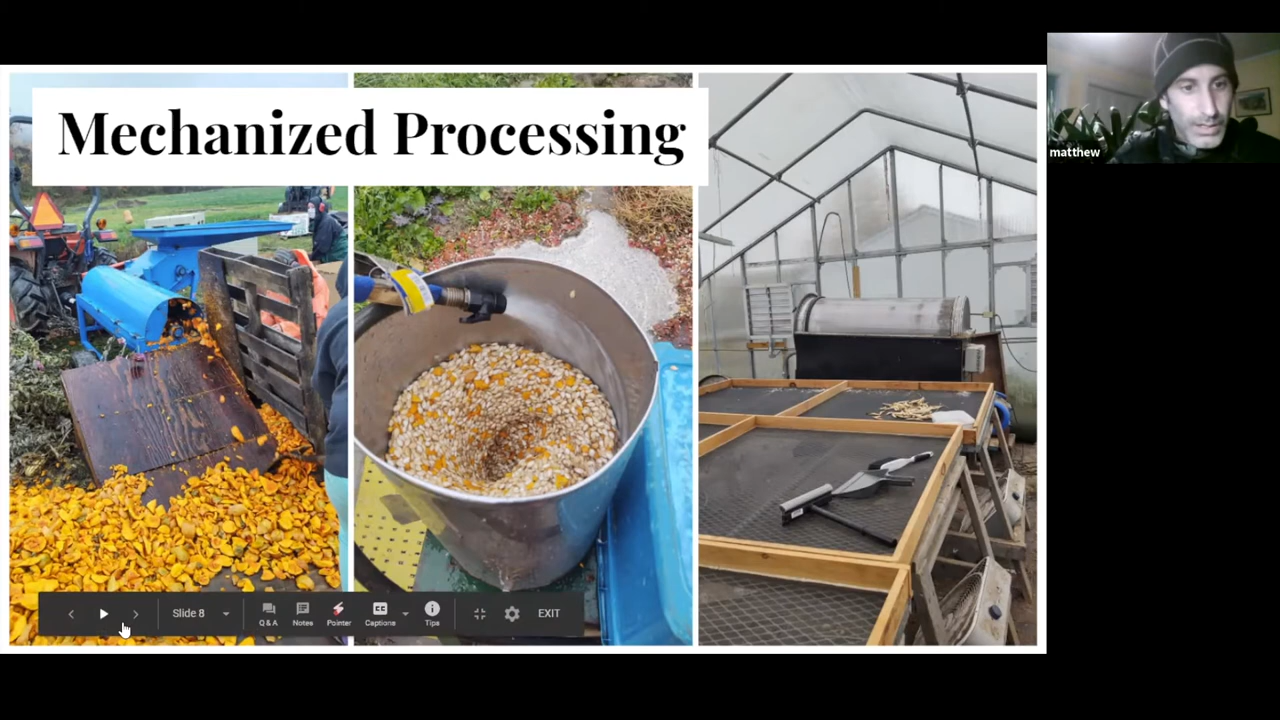 Mechanized Processing
matthew
Slide 8
Q & A
Notes
Pointer
Captions
Tips
EXIT